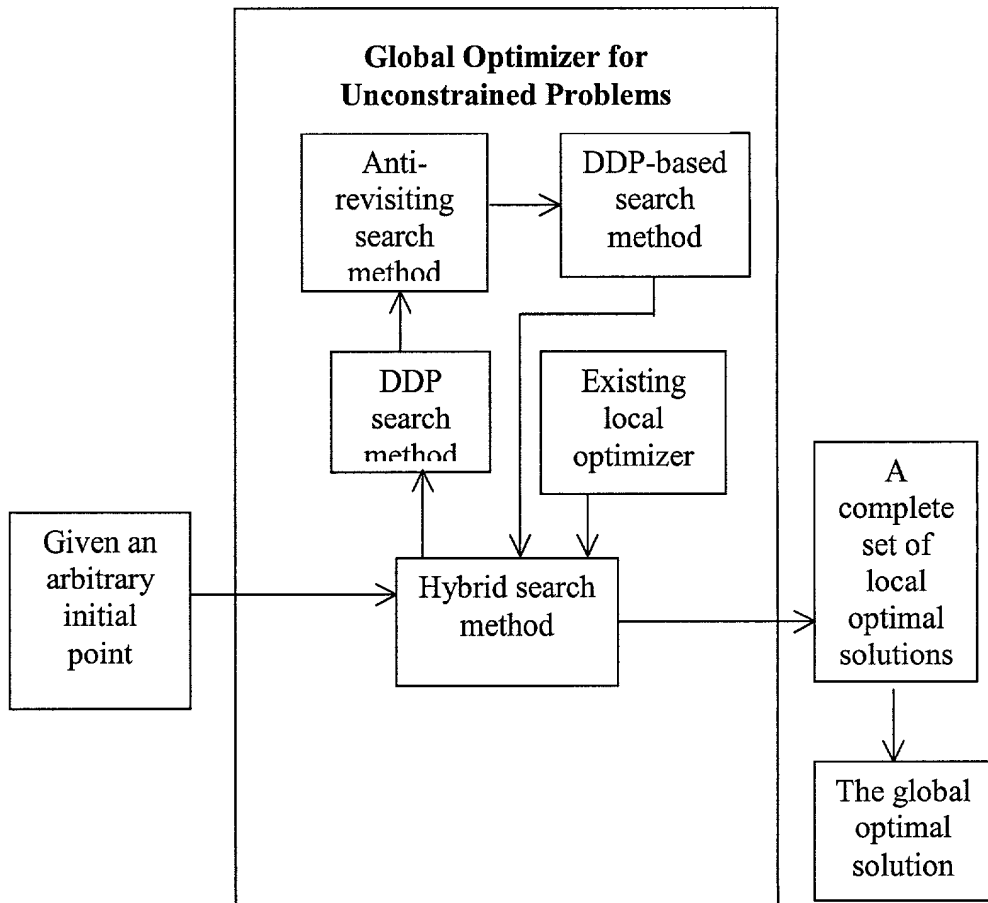 Global Optimizer for
Unconstrained Problems
Anti-
revisiting
search
method
DDP-based
search
method
DDP
search
method
Existing
local
optimizer
Given an
arbitrary
initial
point
Hybrid search
method
A
complete
set of
local
optimal
solutions
The global
optimal
solution